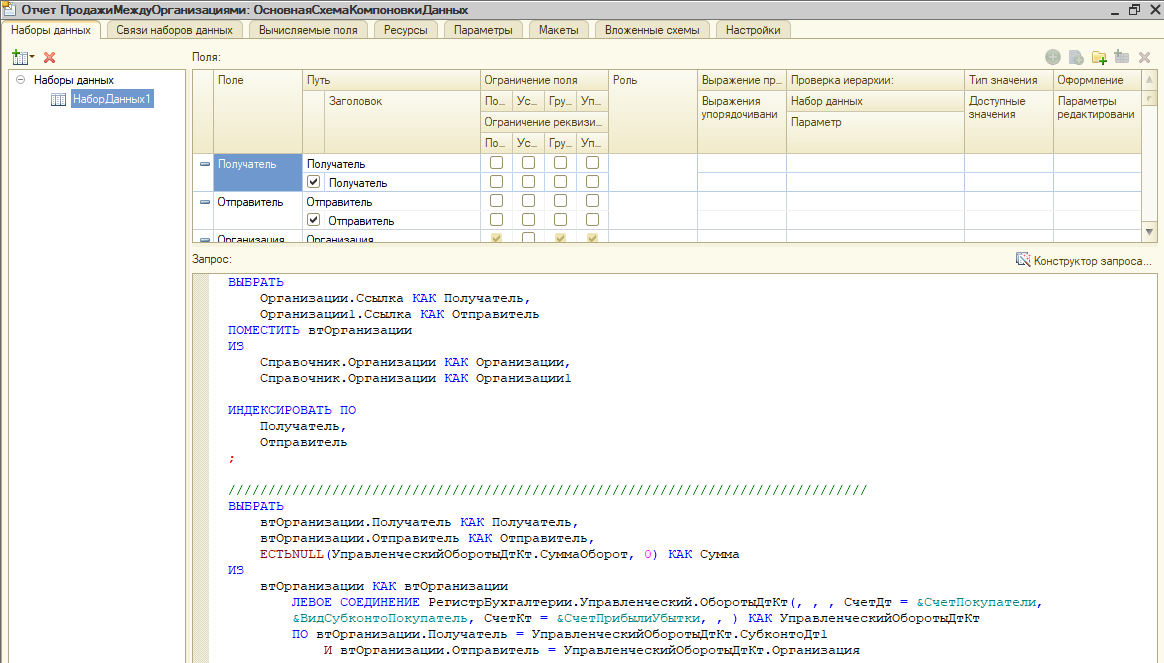 Отчет ПродажиМеждуОрганизациями: ОсновнаяСхемаКомпоновкиДанных
Наборы данных Связи наборов данных Вычисляемые поля Ресурсы Параметры Макеты Вложенные схемы Настройки
Поля:
Наборы данных
НаборДанных1
Поле Путь Ограничение поля Роль Выражение пр... Проверка иерархии: Тип значения Оформление
Заголовок По... Ус... Гру... Уп... Выражения упорядочивани Набор данных Доступные значения Параметры редактировани
Ограничение реквизи... Параметр
По... Ус... Гру... Уп...
Получатель Получатель
Получатель
Отправитель Отправитель
Отправитель
Организация Организация
Запрос: Конструктор запроса...
ВЫБРАТЬ
Организации.Ссылка КАК Получатель,
Организации1.Ссылка КАК Отправитель
ПОМЕСТИТЬ втОрганизации
ИЗ
Справочник.Организации КАК Организации,
Справочник.Организации КАК Организации1
ИНДЕКСИРОВАТЬ ПО
Получатель,
Отправитель
;
////////////////////////////////////////////////////////////////////////////////
ВЫБРАТЬ
втОрганизации.Получатель КАК Получатель,
втОрганизации.Отправитель КАК Отправитель,
ЕСТЬNULL(УправленческийОборотыДтКт.СуммаОборот, 0) КАК Сумма
ИЗ
втОрганизации КАК втОрганизации
ЛЕВОЕ СОЕДИНЕНИЕ РегистрБухгалтерии.Управленческий.ОборотыДтКт(, , , СчетДт = &СчетПокупатели,
&ВидСубконтоПокупатель, СчетКт = &СчетПрибылиУбытки, , ) КАК УправленческийОборотыДтКт
ПО втОрганизации.Получатель = УправленческийОборотыДтКт.СубконтоДт1
И втОрганизации.Отправитель = УправленческийОборотыДтКт.Организация